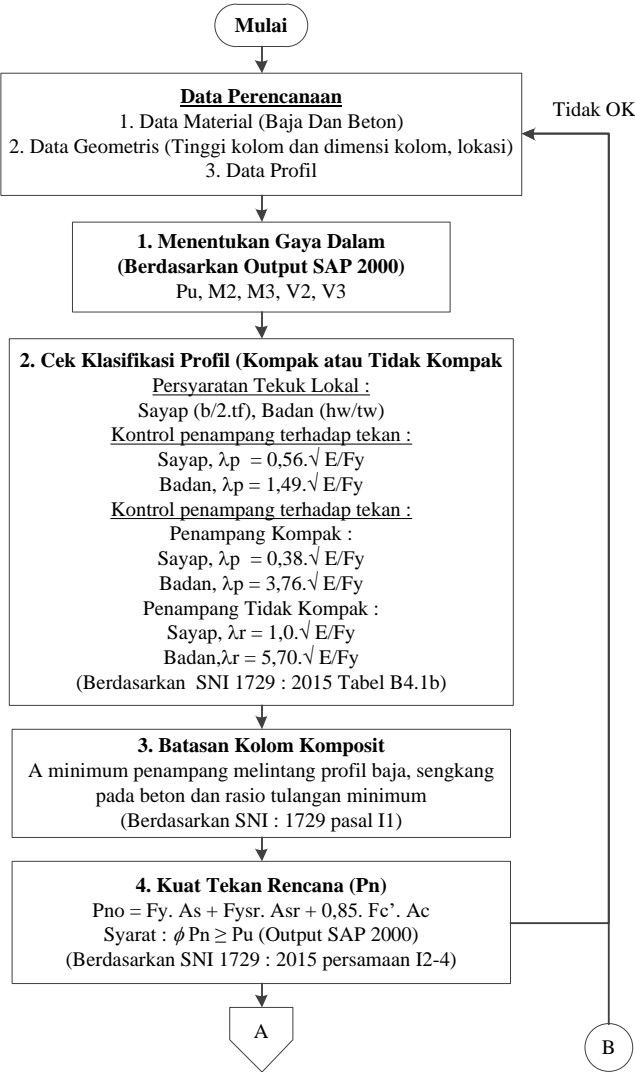 Mulai
Data Perencanaan
1. Data Material (Baja Dan Beton)
2. Data Geometris (Tinggi kolom dan dimensi kolom, lokasi)
3. Data Profil
Tidak OK
1. Menentukan Gaya Dalam
(Berdasarkan Output SAP 2000)
Pu, M2, M3, V2, V3
2. Cek Klasifikasi Profil (Kompak atau Tidak Kompak
Persyaratan Tekuk Lokal :
Sayap (b/2.tf), Badan (hw/tw)
Kontrol penampang terhadap tekan :
Sayap, λp = 0,56.√ E/Fy
Badan, λp = 1,49.√ E/Fy
Kontrol penampang terhadap tekan :
Penampang Kompak :
Sayap, λp = 0,38.√ E/Fy
Badan, λp = 3,76.√ E/Fy
Penampang Tidak Kompak :
Sayap, λr = 1,0.√ E/Fy
Badan,λr = 5,70.√ E/Fy
(Berdasarkan SNI 1729 : 2015 Tabel B4.1b)
3. Batasan Kolom Komposit
A minimum penampang melintang profil baja, sengkang
pada beton dan rasio tulangan minimum
(Berdasarkan SNI : 1729 pasal I1)
4. Kuat Tekan Rencana (Pn)
Pno = Fy. As + Fysr. Asr + 0,85. Fc’. Ac
Syarat : ϕ Pn ≥ Pu (Output SAP 2000)
(Berdasarkan SNI 1729 : 2015 persamaan I2-4)
A
B